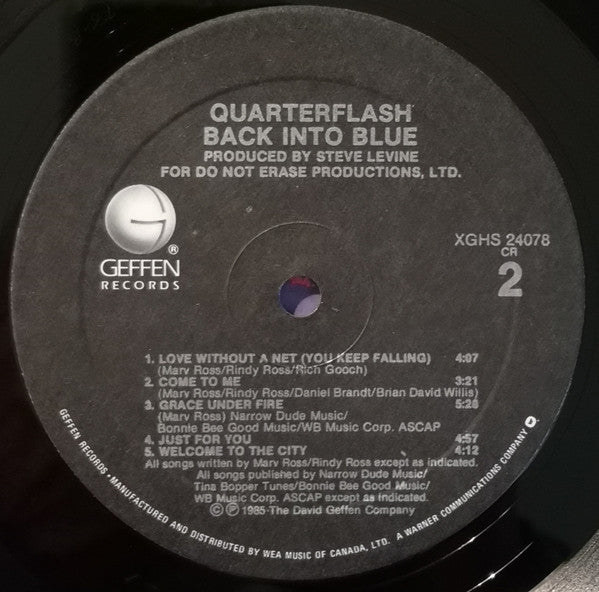 QUARTERFLASH
BACK INTO BLUE
PRODUCED BY STEVE LEVINE
FOR DO NOT ERASE PRODUCTIONS, LTD.
G
®
GEFFEN
RECORDS
XGHS 24078
CR
2
1. LOVE WITHOUT A NET (YOU KEEP FALLING) 4:07
(Marv Ross/Rindy Ross/Rich Gooch)
2. COME TO ME 3:21
(Marv Ross/Rindy Ross/Daniel Brandt/Brian David Willis)
3. GRACE UNDER FIRE 5:28
(Marv Ross) Narrow Dude Music/
Bonnie Bee Good Music/WB Music Corp. ASCAP
4. JUST FOR YOU 4:57
5. WELCOME TO THE CITY 4:12
All songs written by Marv Ross/Rindy Ross except as indicated.
All songs published by Narrow Dude Music/
Tina Bopper Tunes/Bonnie Bee Good Music/
WB Music Corp. ASCAP except as indicated.
© ℗ 1985 The David Geffen Company
GEFFEN RECORDS • MANUFACTURED AND DISTRIBUTED BY WEA MUSIC OF CANADA, LTD. A WARNER COMMUNICATIONS COMPANY